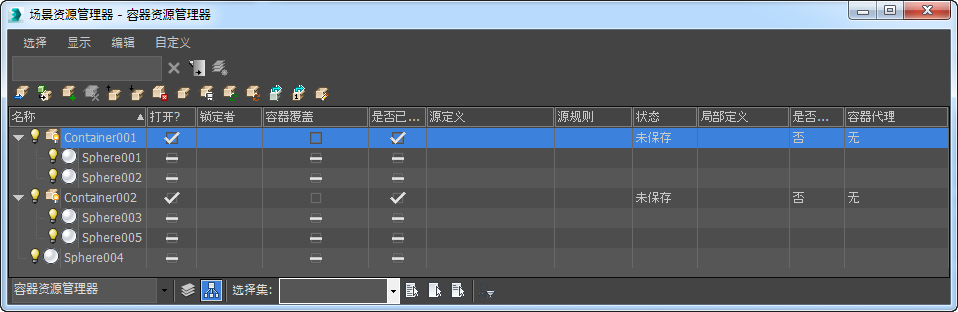 场景资源管理器 - 容器资源管理器
选择 显示 编辑 自定义
名称 打开? 锁定者 容器覆盖 是否已... 源定义 源规则 状态 局部定义 是否... 容器代理
Container001 未保存 否 无
Sphere001
Sphere002
Container002 未保存 否 无
Sphere003
Sphere005
Sphere004
容器资源管理器 选择集: